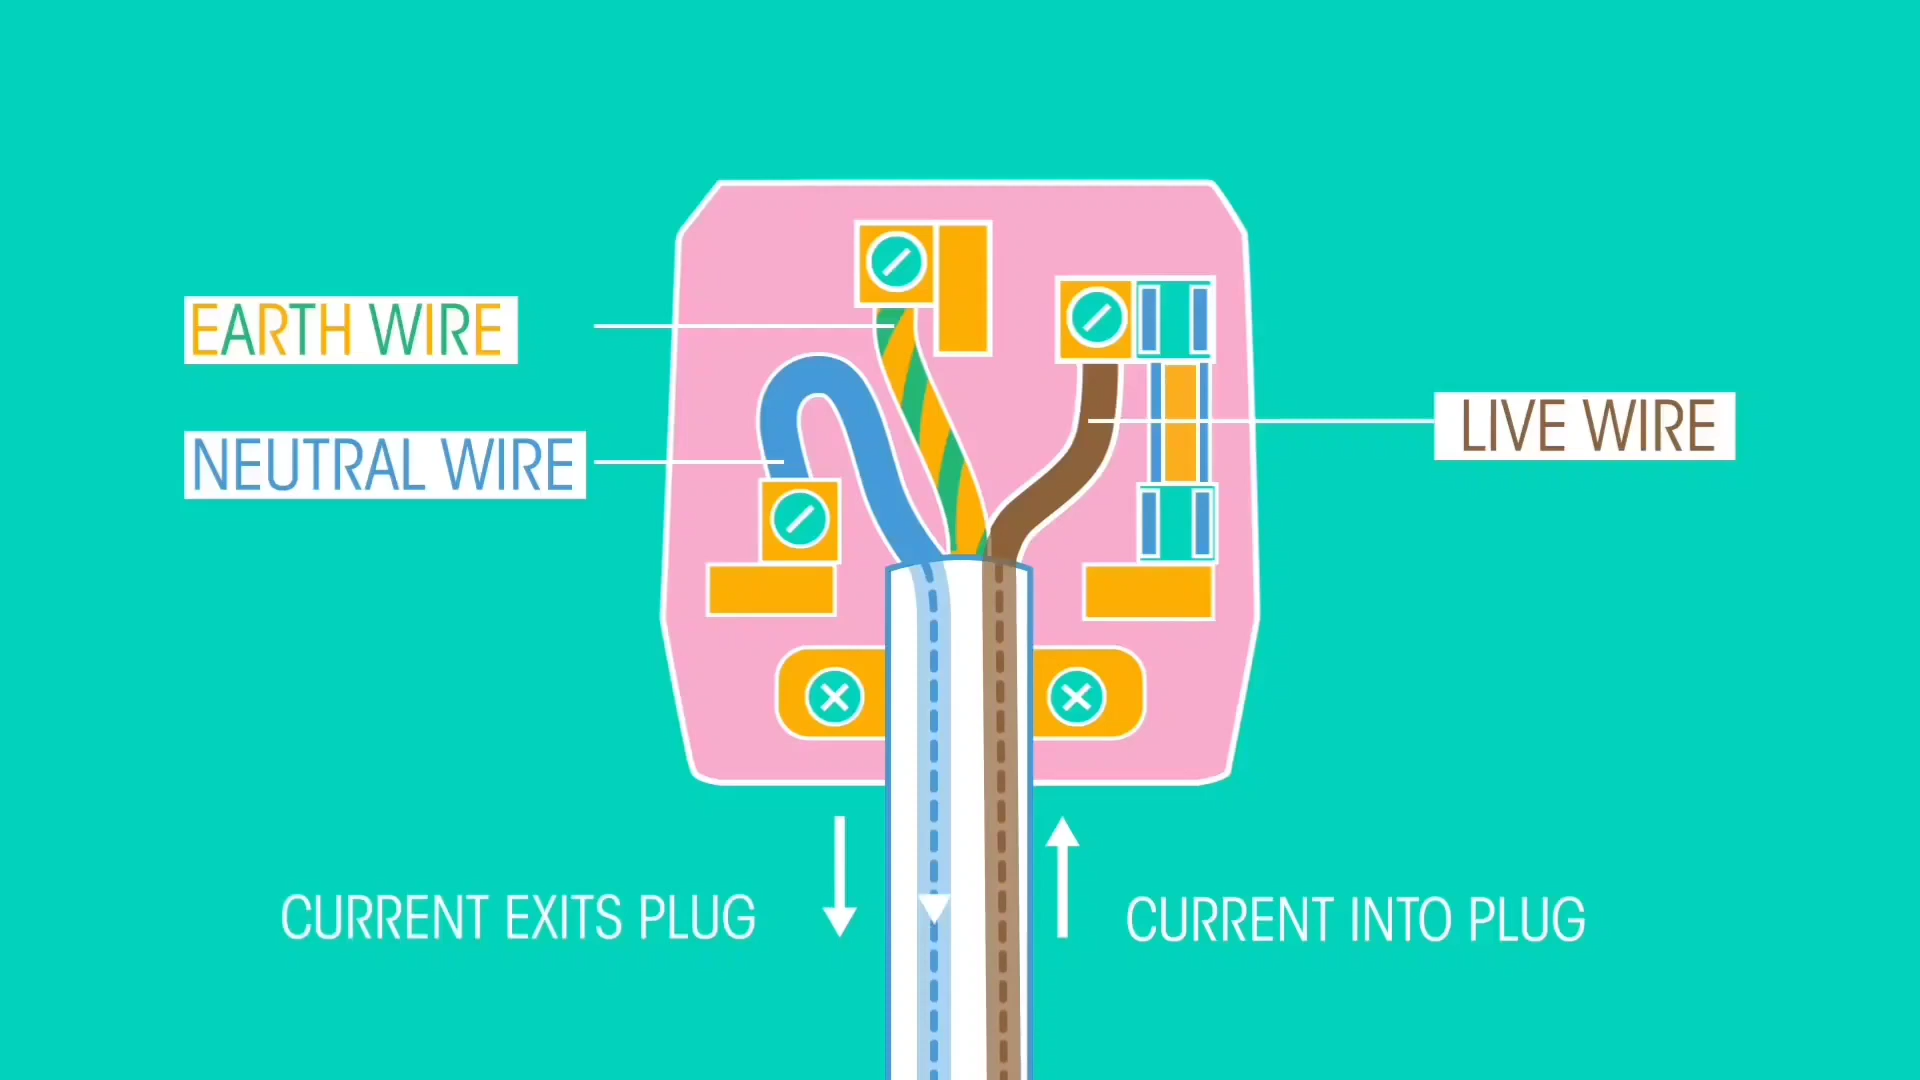 EARTH WIRE
NEUTRAL WIRE
LIVE WIRE
CURRENT EXITS PLUG
CURRENT INTO PLUG